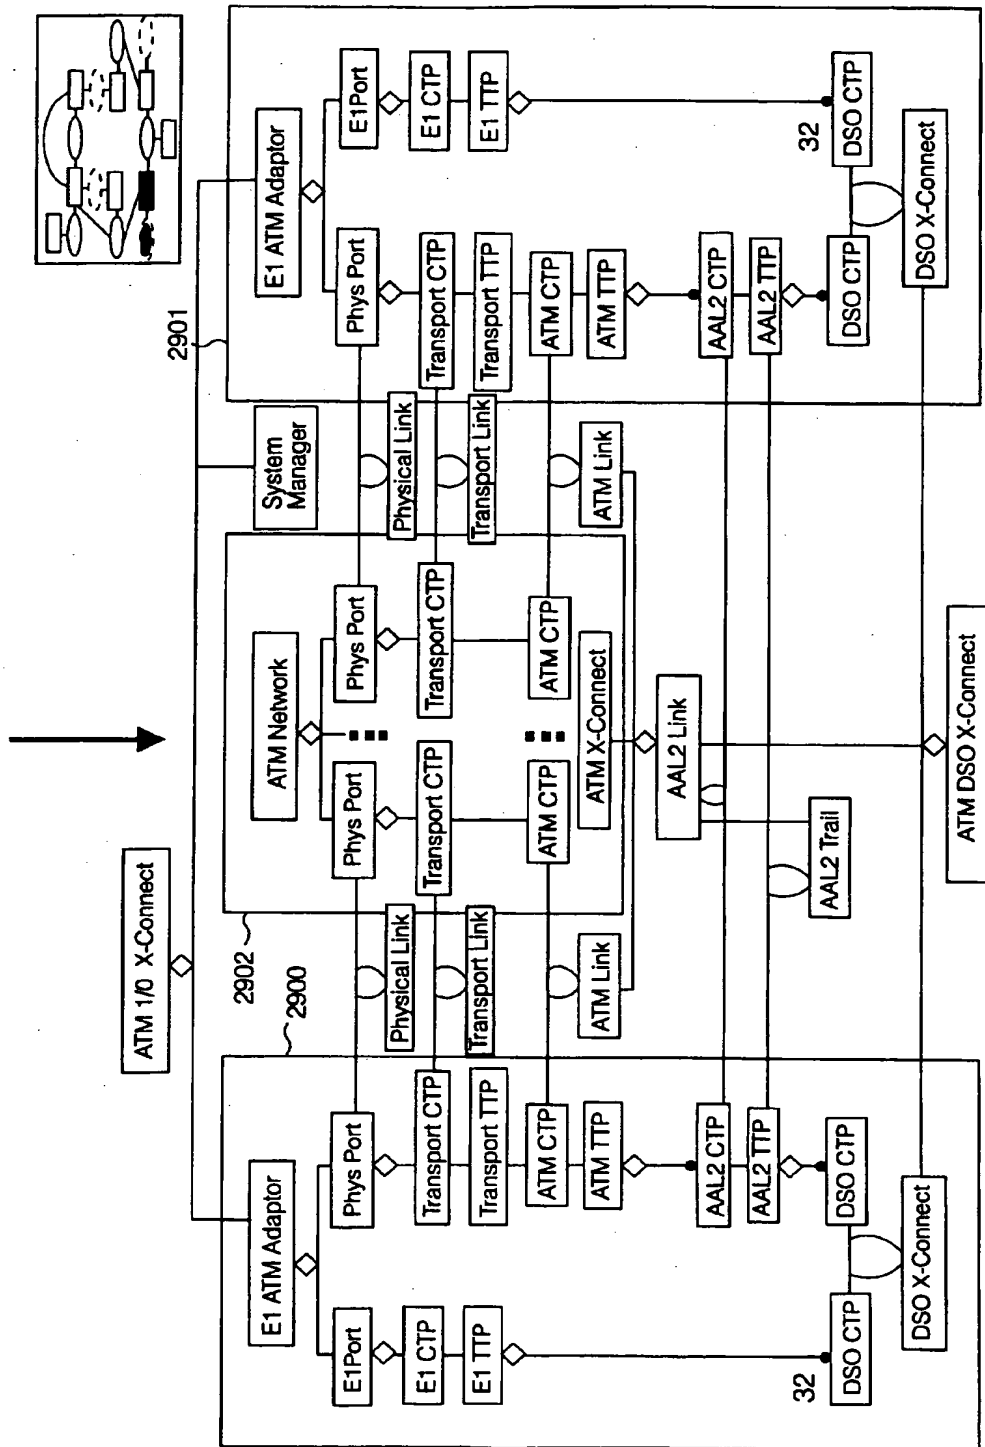 ATM 1/0 X-Connect
2900
2902
2901
E1 ATM Adaptor
E1Port
E1 CTP
E1 TTP
32
DSO CTP
Phys Port
Transport CTP
Transport TTP
ATM CTP
ATM TTP
AAL2 CTP
AAL2 TTP
DSO CTP
DSO X-Connect
Physical Link
Transport Link
ATM Link
ATM Network
Phys Port
Transport CTP
ATM CTP
Phys Port
Transport CTP
ATM CTP
ATM X-Connect
AAL2 Link
AAL2 Trail
ATM DSO X-Connect
System
Manager
Physical Link
Transport Link
ATM Link
E1 ATM Adaptor
Phys Port
Transport CTP
Transport TTP
ATM CTP
ATM TTP
AAL2 CTP
AAL2 TTP
DSO CTP
E1Port
E1 CTP
E1 TTP
32
DSO CTP
DSO X-Connect